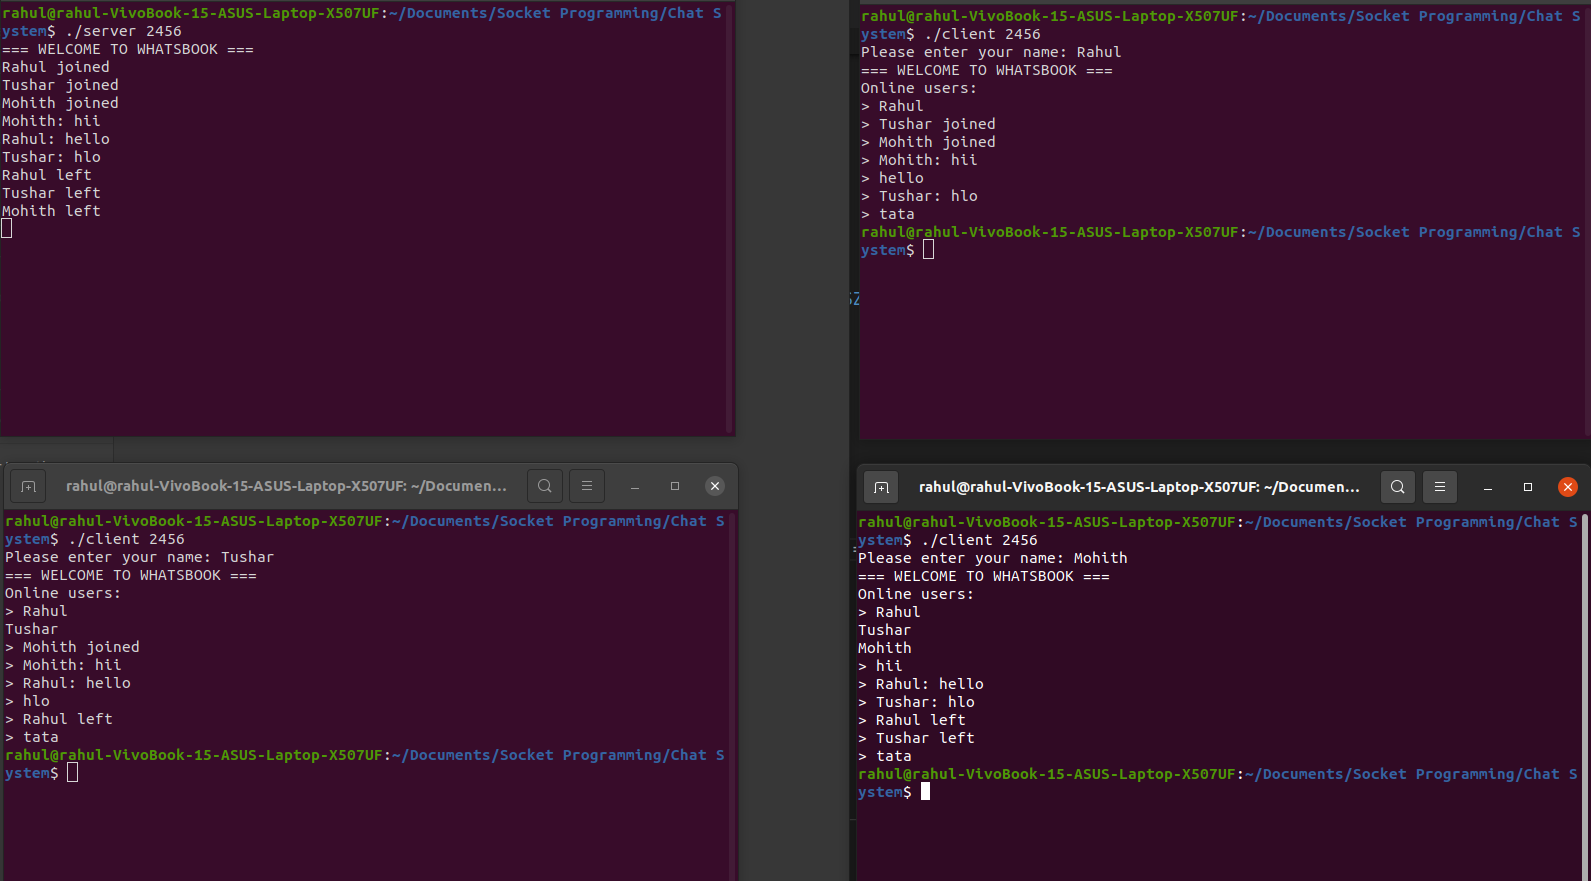 rahul@rahul-VivoBook-15-ASUS-Laptop-X507UF:~/Documents/Socket Programming/Chat S
ystem$ ./server 2456
=== WELCOME TO WHATSBOOK ===
Rahul joined
Tushar joined
Mohith joined
Mohith: hii
Rahul: hello
Tushar: hlo
Rahul left
Tushar left
Mohith left
rahul@rahul-VivoBook-15-ASUS-Laptop-X507UF:~/Documents/Socket Programming/Chat S
ystem$ ./client 2456
Please enter your name: Rahul
=== WELCOME TO WHATSBOOK ===
Online users:
> Rahul
> Tushar joined
> Mohith joined
> Mohith: hii
> hello
> Tushar: hlo
> tata
rahul@rahul-VivoBook-15-ASUS-Laptop-X507UF:~/Documents/Socket Programming/Chat S
ystem$
rahul@rahul-VivoBook-15-ASUS-Laptop-X507UF: ~/Documen...
rahul@rahul-VivoBook-15-ASUS-Laptop-X507UF:~/Documents/Socket Programming/Chat S
ystem$ ./client 2456
Please enter your name: Tushar
=== WELCOME TO WHATSBOOK ===
Online users:
> Rahul
Tushar
> Mohith joined
> Mohith: hii
> Rahul: hello
> hlo
> Rahul left
> tata
rahul@rahul-VivoBook-15-ASUS-Laptop-X507UF:~/Documents/Socket Programming/Chat S
ystem$
rahul@rahul-VivoBook-15-ASUS-Laptop-X507UF: ~/Documen...
rahul@rahul-VivoBook-15-ASUS-Laptop-X507UF:~/Documents/Socket Programming/Chat S
ystem$ ./client 2456
Please enter your name: Mohith
=== WELCOME TO WHATSBOOK ===
Online users:
> Rahul
Tushar
Mohith
> hii
> Rahul: hello
> Tushar: hlo
> Rahul left
> Tushar left
> tata
rahul@rahul-VivoBook-15-ASUS-Laptop-X507UF:~/Documents/Socket Programming/Chat S
ystem$